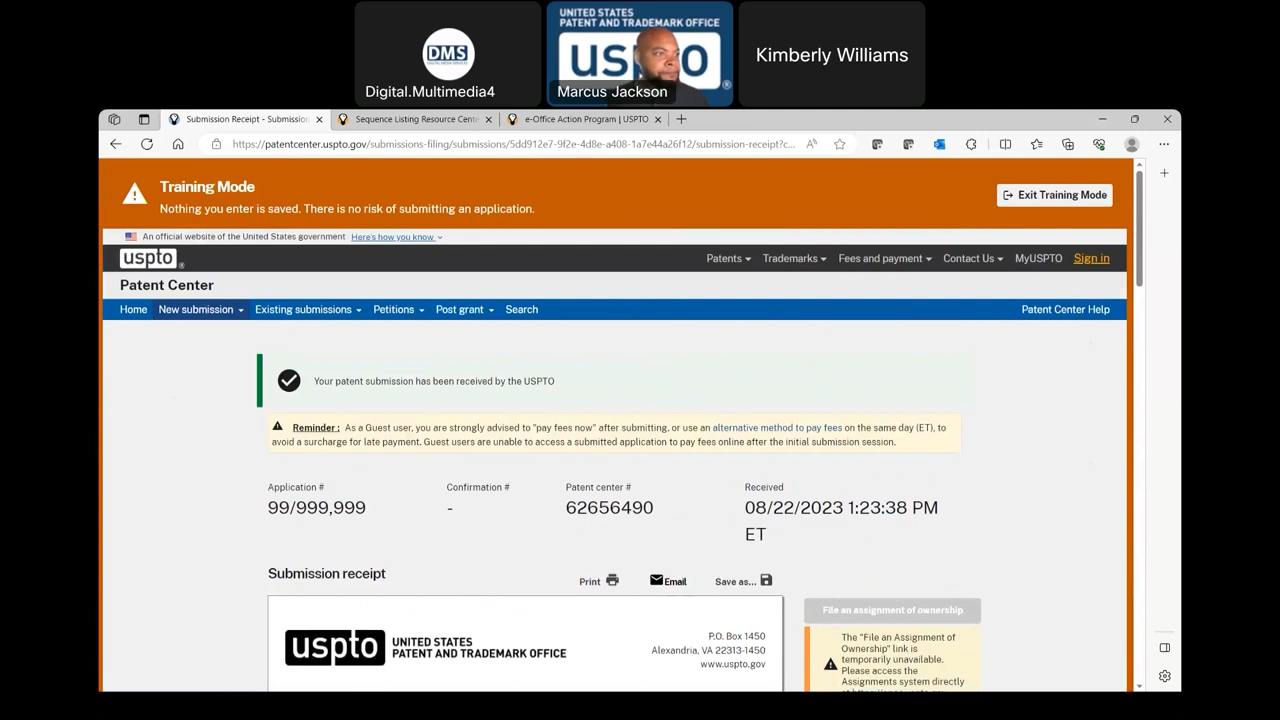 DMS
DIGITAL MEDIA SERVICES
Digital.Multimedia4
UNITED STATES
PATENT AND TRADEMARK OFFICE
uspto
Marcus Jackson
Kimberly Williams
Submission Receipt - Submission
Sequence Listing Resource Cente
e-Office Action Program | USPTO
https://patentcenter.uspto.gov/submissions-filing/submissions/5dd912e7-9f2e-4d8e-a408-1a7e44a26f12/submission-receipt?c...
Training Mode
Nothing you enter is saved. There is no risk of submitting an application.
Exit Training Mode
An official website of the United States government Here's how you know
uspto
Patents Trademarks Fees and payment Contact Us MyUSPTO Sign in
Patent Center
Home New submission Existing submissions Petitions Post grant Search Patent Center Help
Your patent submission has been received by the USPTO
Reminder : As a Guest user, you are strongly advised to "pay fees now" after submitting, or use an alternative method to pay fees on the same day (ET), to
avoid a surcharge for late payment. Guest users are unable to access a submitted application to pay fees online after the initial submission session.
Application # Confirmation # Patent center # Received
99/999,999 - 62656490 08/22/2023 1:23:38 PM
ET
Submission receipt
Print Email Save as...
File an assignment of ownership
uspto
UNITED STATES
PATENT AND TRADEMARK OFFICE
P.O. Box 1450
Alexandria, VA 22313-1450
www.uspto.gov
The "File an Assignment of
Ownership" link is
temporarily unavailable.
Please access the
Assignments system directly